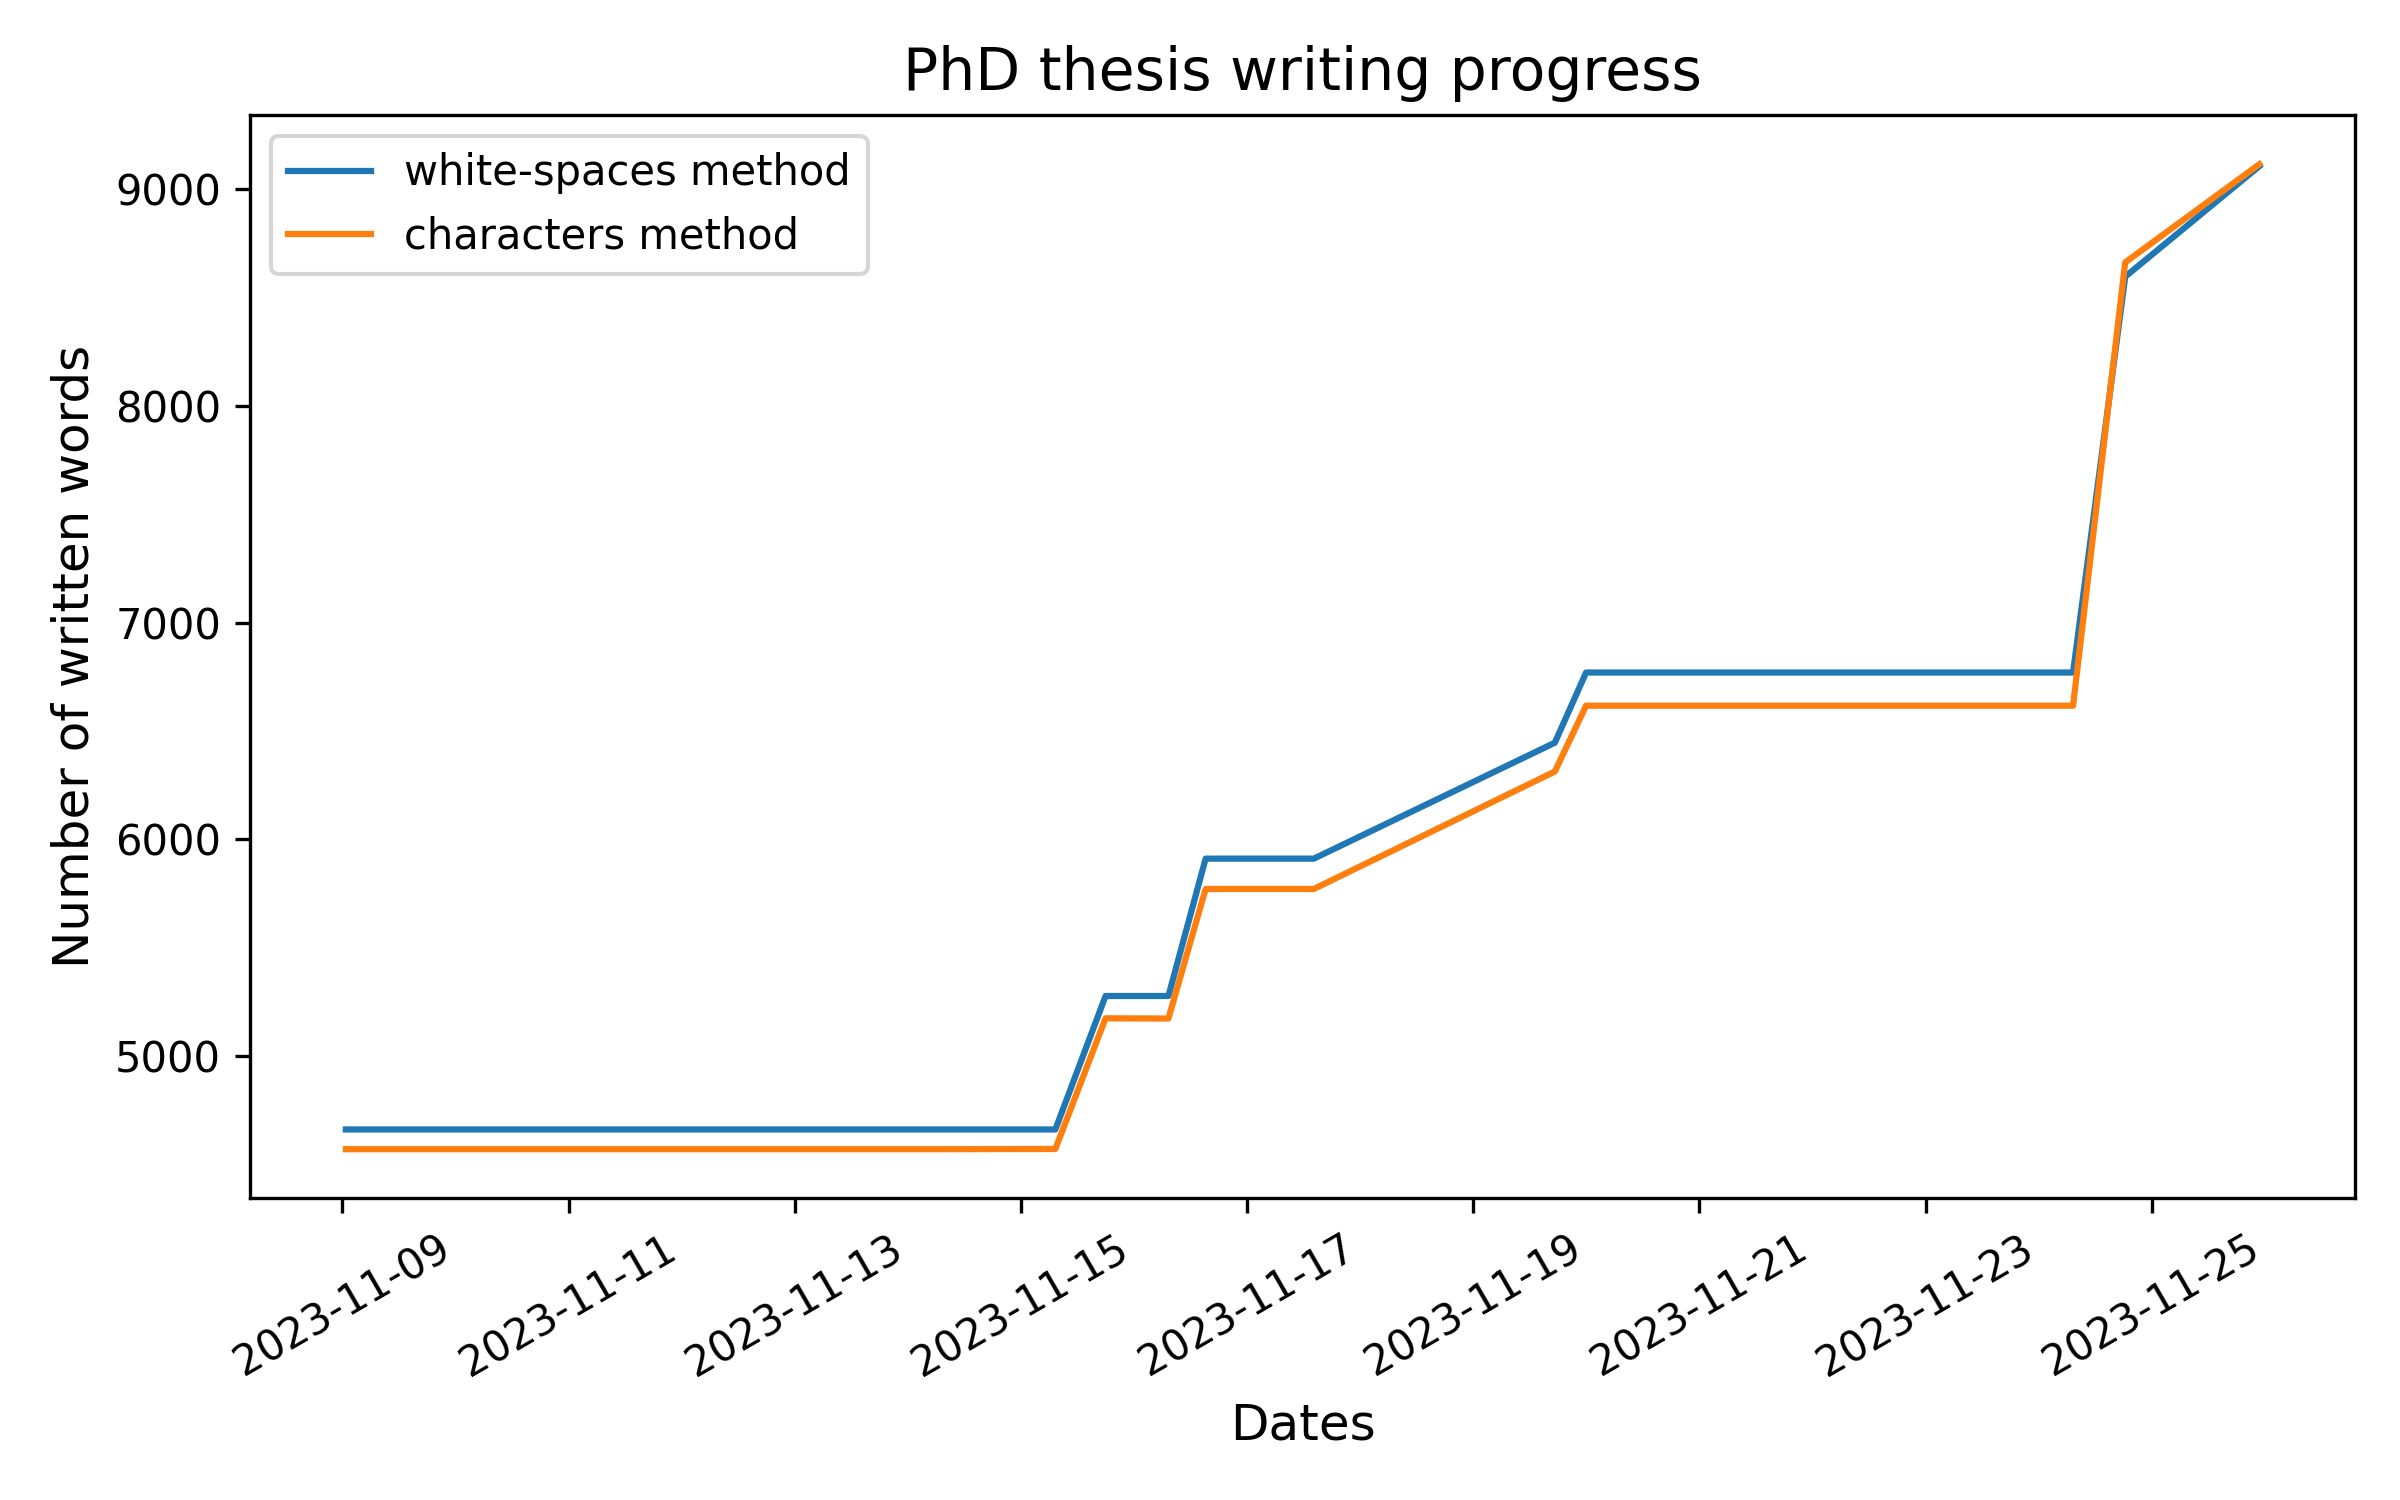 PhD thesis writing progress
white-spaces method
characters method
Number of written words
9000
8000
7000
6000
5000
2023-11-09
2023-11-11
2023-11-13
2023-11-15
2023-11-17
2023-11-19
2023-11-21
2023-11-23
2023-11-25
Dates